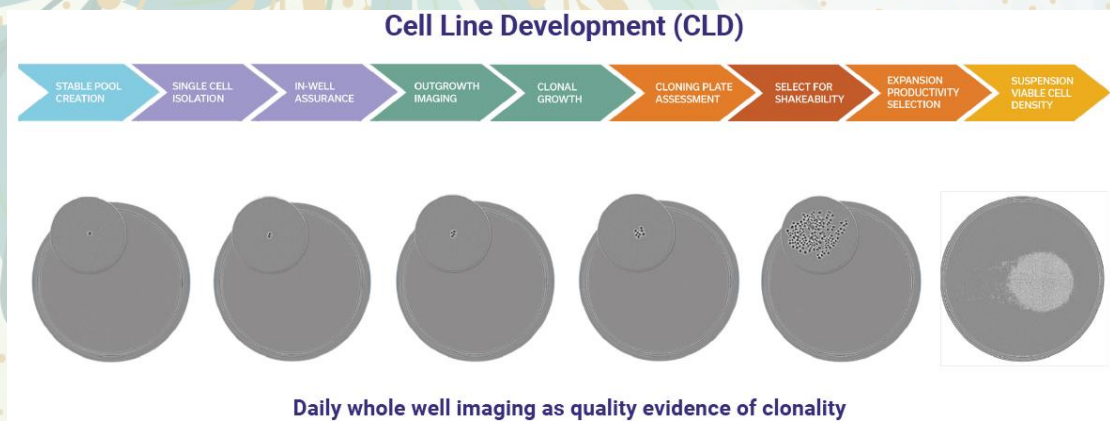 Cell Line Development (CLD)
STABLE POOL
CREATION
SINGLE CELL
ISOLATION
IN-WELL
ASSURANCE
OUTGROWTH
IMAGING
CLONAL
GROWTH
CLONING PLATE
ASSESSMENT
SELECT FOR
SHAKEABILITY
EXPANSION
PRODUCTIVITY
SELECTION
SUSPENSION
VIABLE CELL
DENSITY
Daily whole well imaging as quality evidence of clonality